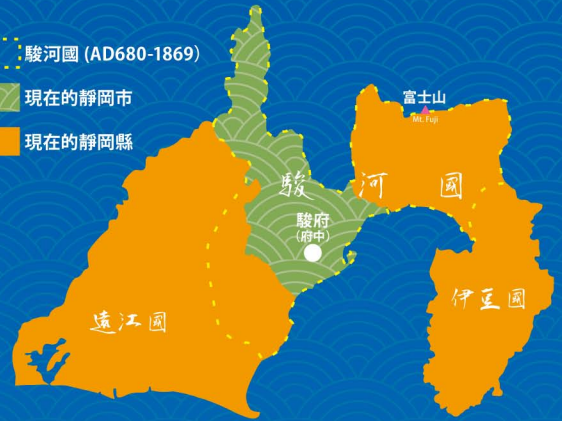 駿河國 (AD680-1869)
現在的靜岡市
現在的靜岡縣
富士山
Mt. Fuji
駿河國
駿府
(府中)
伊豆國
遠江國